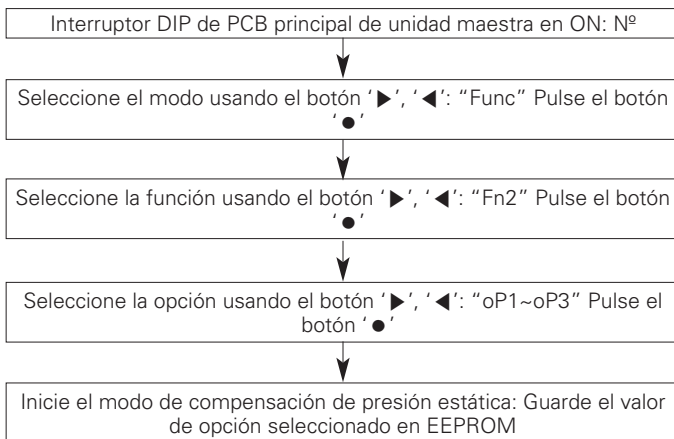 Interruptor DIP de PCB principal de unidad maestra en ON: Nº
Seleccione el modo usando el botón ‘▶’, ‘◀’: “Func” Pulse el botón
‘●’
Seleccione la función usando el botón ‘▶’, ‘◀’: “Fn2” Pulse el botón
‘●’
Seleccione la opción usando el botón ‘▶’, ‘◀’: “oP1~oP3” Pulse el
botón ‘●’
Inicie el modo de compensación de presión estática: Guarde el valor
de opción seleccionado en EEPROM